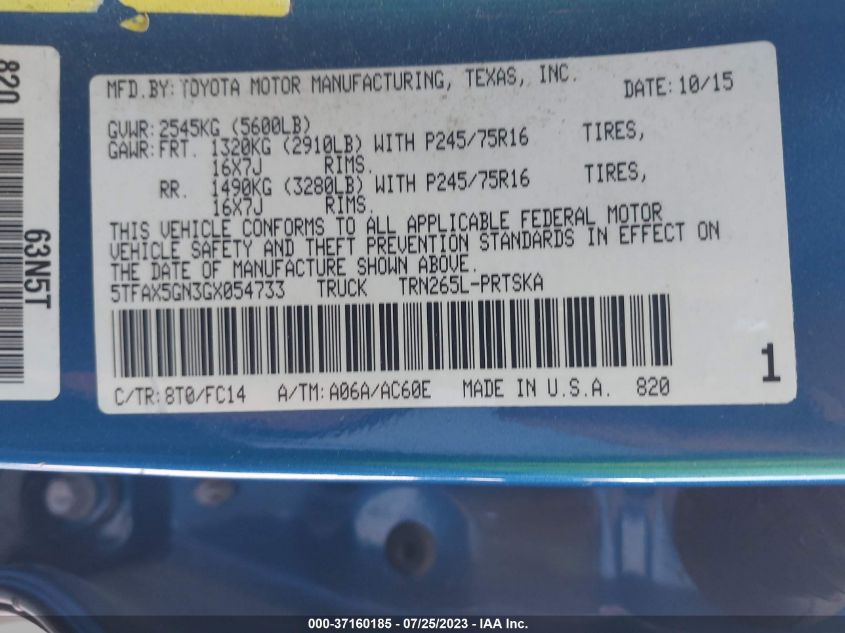 820
63N5T
MFD.BY: TOYOTA MOTOR MANUFACTURING, TEXAS, INC. DATE: 10/15
GVWR: 2545KG (5600LB)
GAWR: FRT. 1320KG (2910LB) WITH P245/75R16 TIRES,
16X7J RIMS.
RR. 1490KG (3280LB) WITH P245/75R16 TIRES,
16X7J RIMS.
THIS VEHICLE CONFORMS TO ALL APPLICABLE FEDERAL MOTOR
VEHICLE SAFETY AND THEFT PREVENTION STANDARDS IN EFFECT ON
THE DATE OF MANUFACTURE SHOWN ABOVE.
5TFAX5GN3GX054733 TRUCK TRN265L-PRTSKA
1
C/TR: 8T0/FC14 A/TM: A06A/AC60E MADE IN U.S.A. 820
000-37160185 - 07/25/2023 - Copyright © 2023 IAA, Inc.